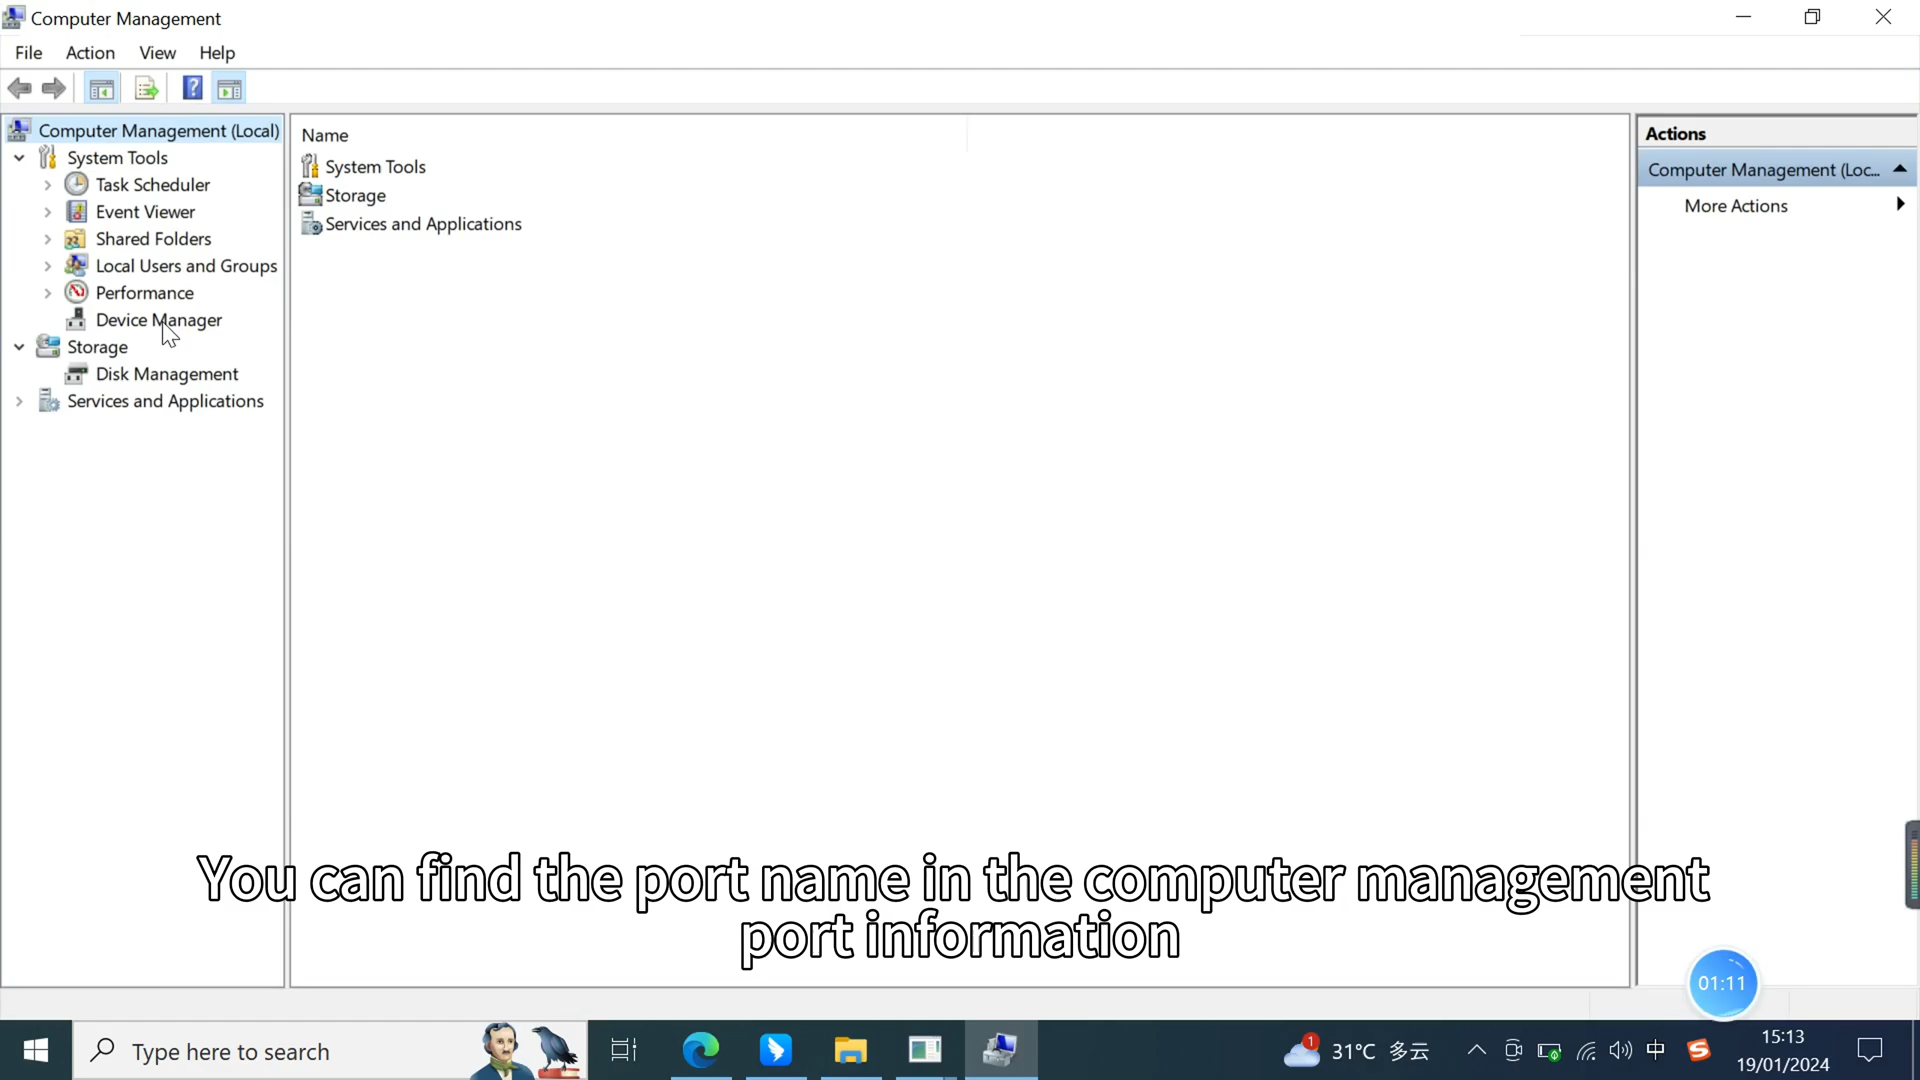 Computer Management
File Action View Help
Computer Management (Local)
System Tools
Task Scheduler
Event Viewer
Shared Folders
Local Users and Groups
Performance
Device Manager
Storage
Disk Management
Services and Applications
Name
System Tools
Storage
Services and Applications
Actions
Computer Management (Loc...
More Actions
You can find the port name in the computer management
port information
01:11
Type here to search
1
31°C 多云
中
S
15:13
19/01/2024